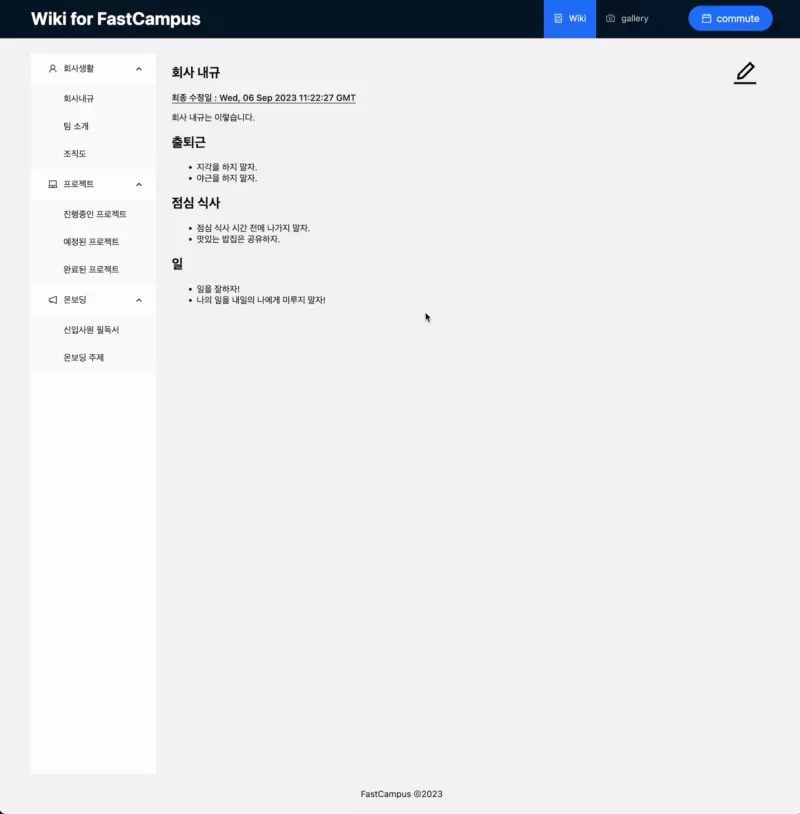 Wiki for FastCampus
Wiki
gallery
commute
회사생활
회사내규
팀 소개
조직도
프로젝트
진행중인 프로젝트
예정된 프로젝트
완료된 프로젝트
온보딩
신입사원 필독서
온보딩 주제
회사 내규
최종 수정일 : Wed, 06 Sep 2023 11:22:27 GMT
회사 내규는 이렇습니다.
출퇴근
• 지각을 하지 말자.
• 야근을 하지 말자.
점심 식사
• 점심 식사 시간 전에 나가지 말자.
• 맛있는 밥집은 공유하자.
일
• 일을 잘하자!
• 나의 일을 내일의 나에게 미루지 말자!
FastCampus ©2023